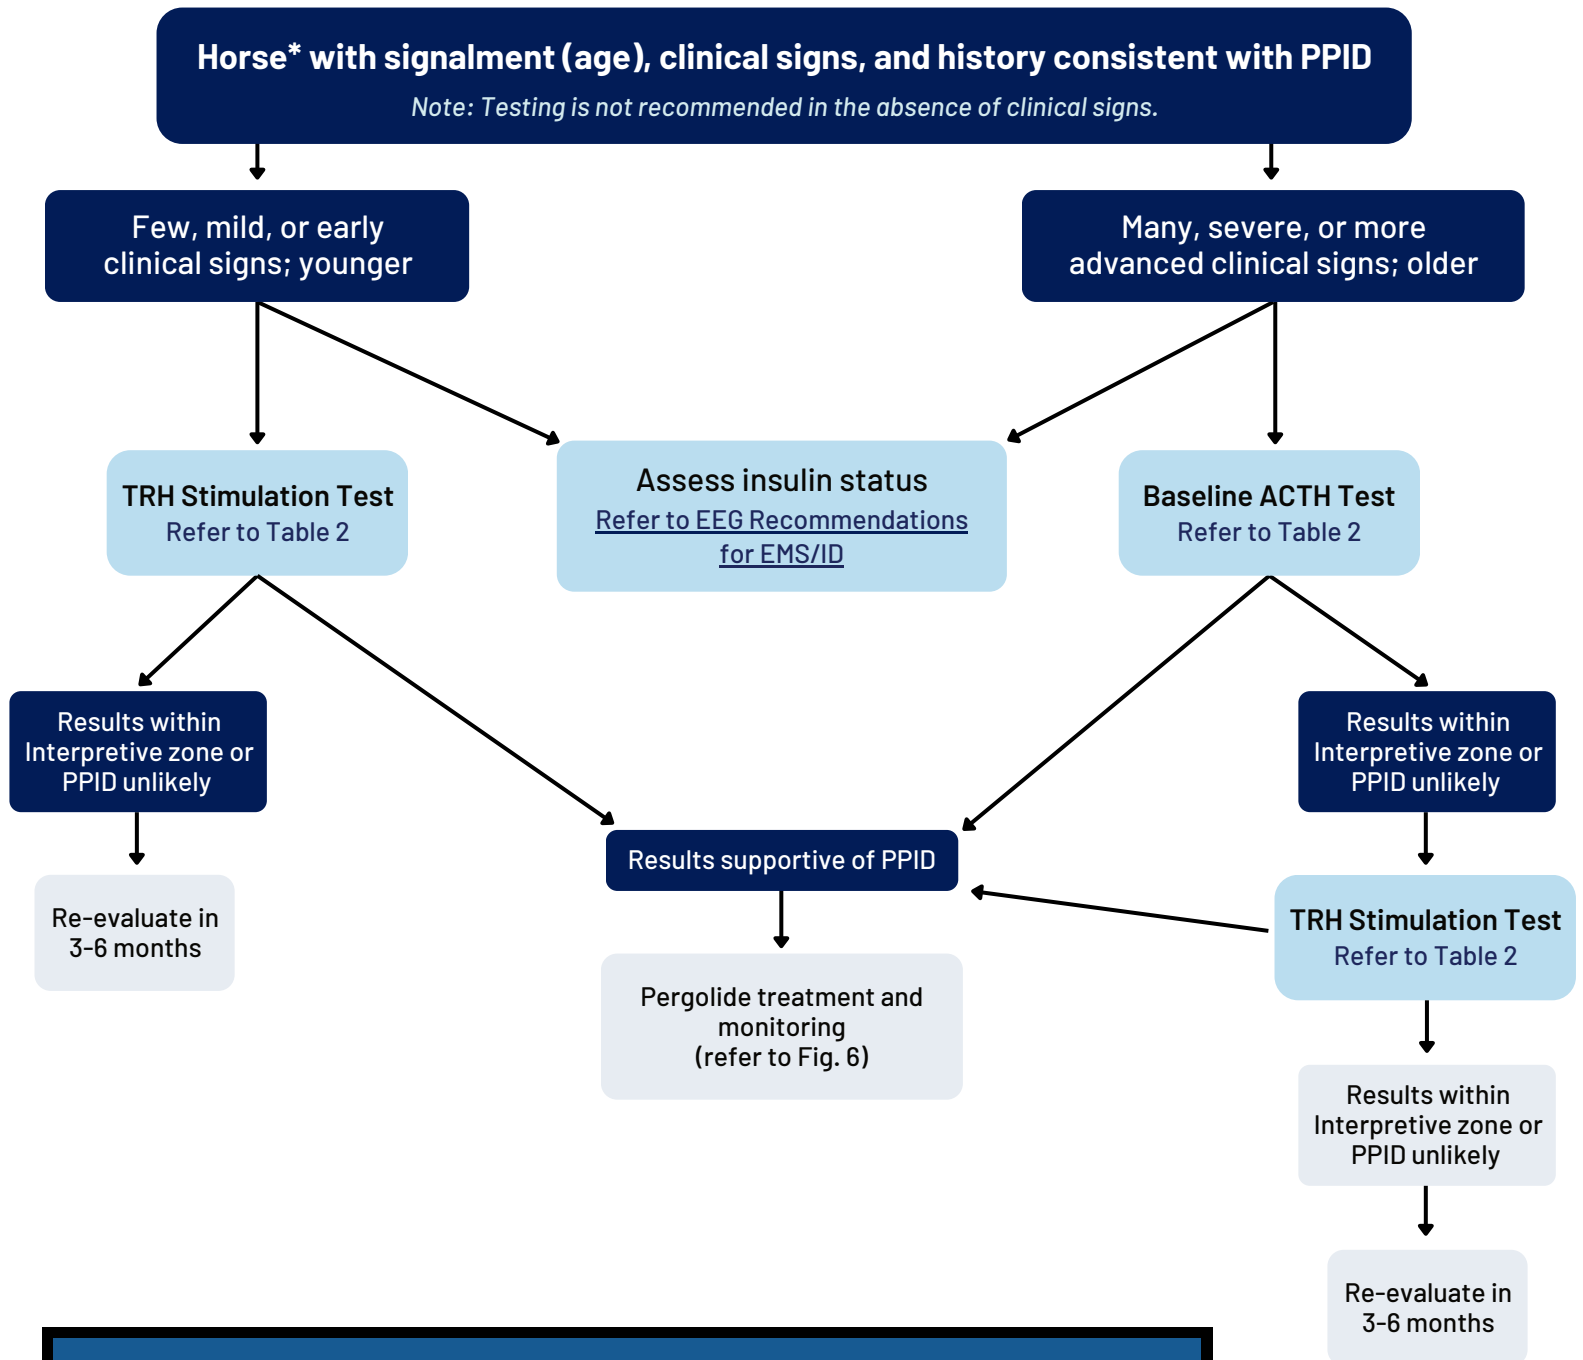 Horse* with signalment (age), clinical signs, and history consistent with PPID
Note: Testing is not recommended in the absence of clinical signs.
Few, mild, or early
clinical signs; younger
Many, severe, or more
advanced clinical signs; older
TRH Stimulation Test
Refer to Table 2
Assess insulin status
Refer to EEG Recommendations
for EMS/ID
Baseline ACTH Test
Refer to Table 2
Results within
Interpretive zone or
PPID unlikely
Results within
Interpretive zone or
PPID unlikely
Results supportive of PPID
Re-evaluate in
3-6 months
TRH Stimulation Test
Refer to Table 2
Pergolide treatment and
monitoring
(refer to Fig. 6)
Results within
Interpretive zone or
PPID unlikely
Re-evaluate in
3-6 months